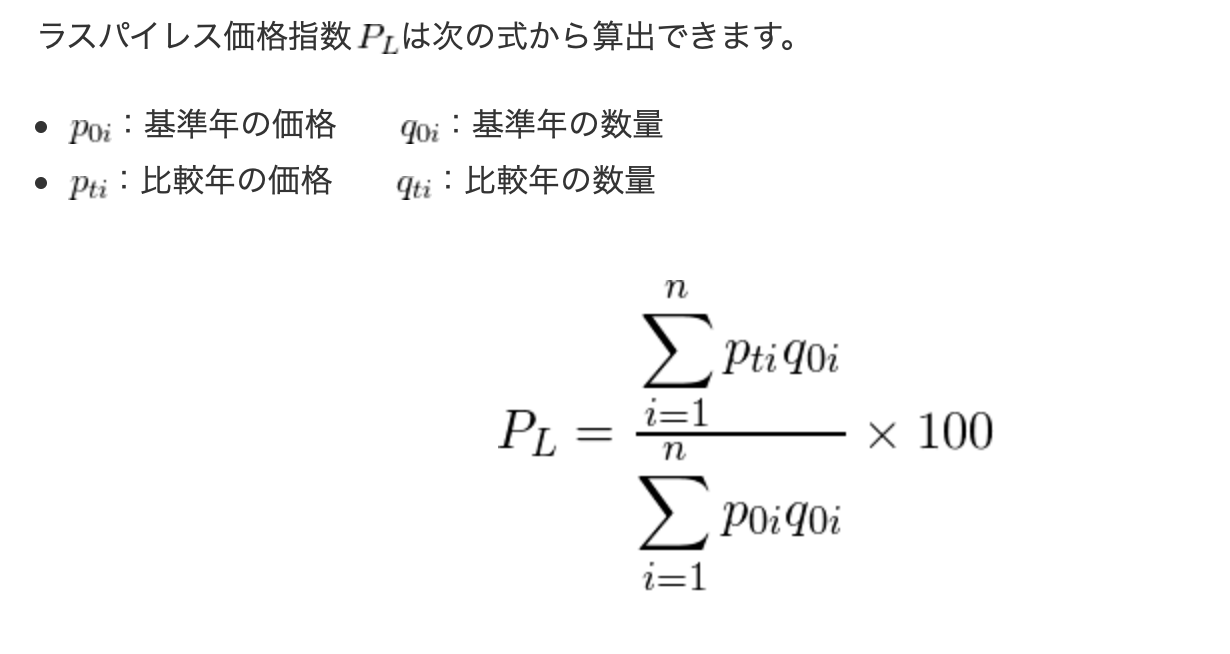 ラスパイレス価格指数 P_Lは次の式から算出できます。
• p_{0i}：基準年の価格　　q_{0i}：基準年の数量
• p_{ti}：比較年の価格　　q_{ti}：比較年の数量
P_L = \frac{\sum_{i=1}^{n} p_{ti} q_{0i}}{\sum_{i=1}^{n} p_{0i} q_{0i}} × 100